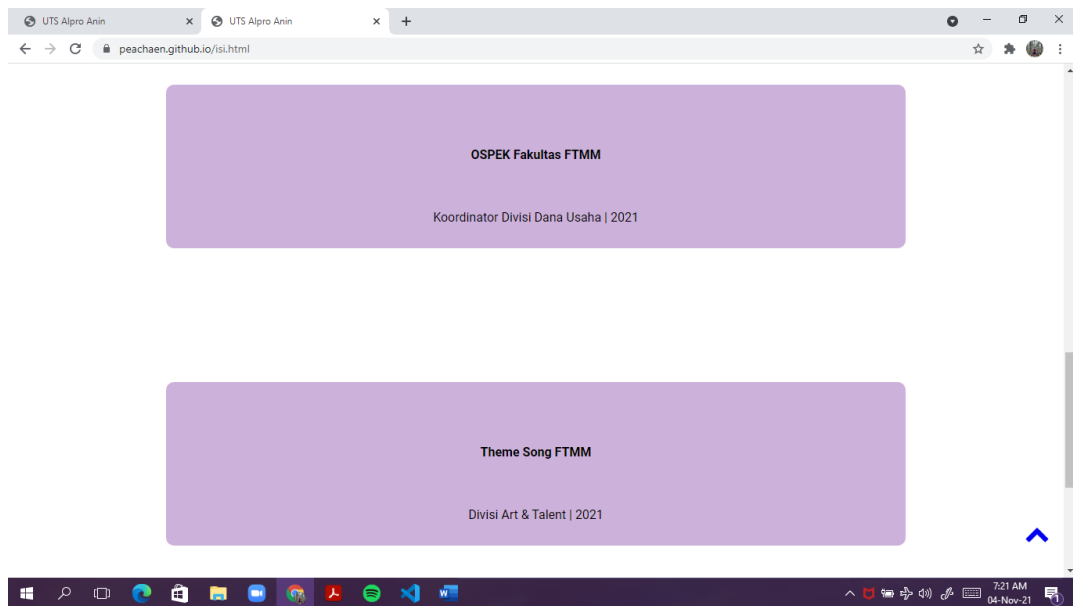 UTS Alpro Anin
UTS Alpro Anin
peachaen.github.io/isi.html
OSPEK Fakultas FTMM
Koordinator Divisi Dana Usaha | 2021
Theme Song FTMM
Divisi Art & Talent | 2021
7:21 AM
04-Nov-21
1